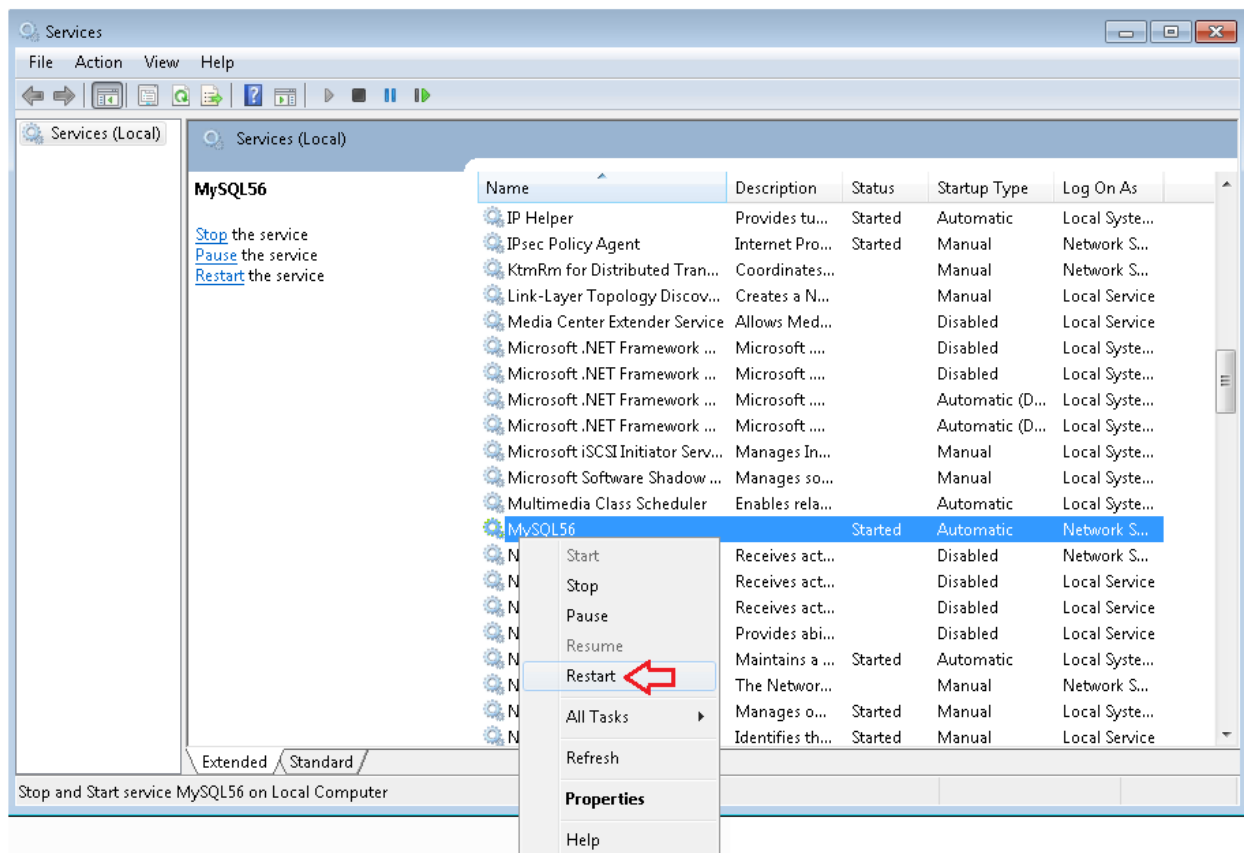 Services
File Action View Help
Services (Local)
Services (Local)
MySQL56
Stop the service
Pause the service
Restart the service
Name Description Status Startup Type Log On As
IP Helper Provides tu... Started Automatic Local Syste...
IPsec Policy Agent Internet Pro... Started Manual Network S...
KtmRm for Distributed Tran... Coordinates... Manual Network S...
Link-Layer Topology Discov... Creates a N... Manual Local Service
Media Center Extender Service Allows Med... Disabled Local Service
Microsoft .NET Framework ... Microsoft .... Disabled Local Syste...
Microsoft .NET Framework ... Microsoft .... Disabled Local Syste...
Microsoft .NET Framework ... Microsoft .... Automatic (D... Local Syste...
Microsoft .NET Framework ... Microsoft .... Automatic (D... Local Syste...
Microsoft iSCSI Initiator Serv... Manages In... Manual Local Syste...
Microsoft Software Shadow ... Manages so... Manual Local Syste...
Multimedia Class Scheduler Enables rela... Automatic Local Syste...
MySQL56 Started Automatic Network S...
N Receives act... Disabled Network S...
N Receives act... Disabled Local Service
N Receives act... Disabled Local Service
N Provides abi... Disabled Local Service
N Maintains a ... Started Automatic Local Syste...
N The Networ... Manual Network S...
N Manages o... Started Manual Local Syste...
N Identifies th... Started Manual Local Service
Start
Stop
Pause
Resume
Restart
All Tasks
Refresh
Properties
Help
Extended Standard
Stop and Start service MySQL56 on Local Computer